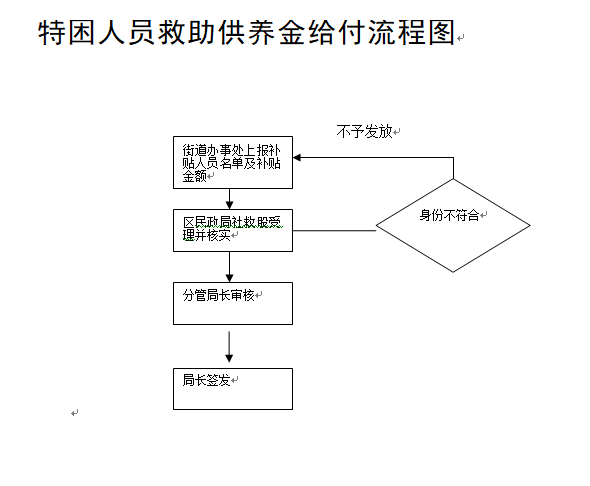 特困人员救助供养金给付流程图
不予发放
街道办事处上报补
贴人员名单及补贴
金额
身份不符合
区民政局社救股受
理并核实
分管局长审核
局长签发